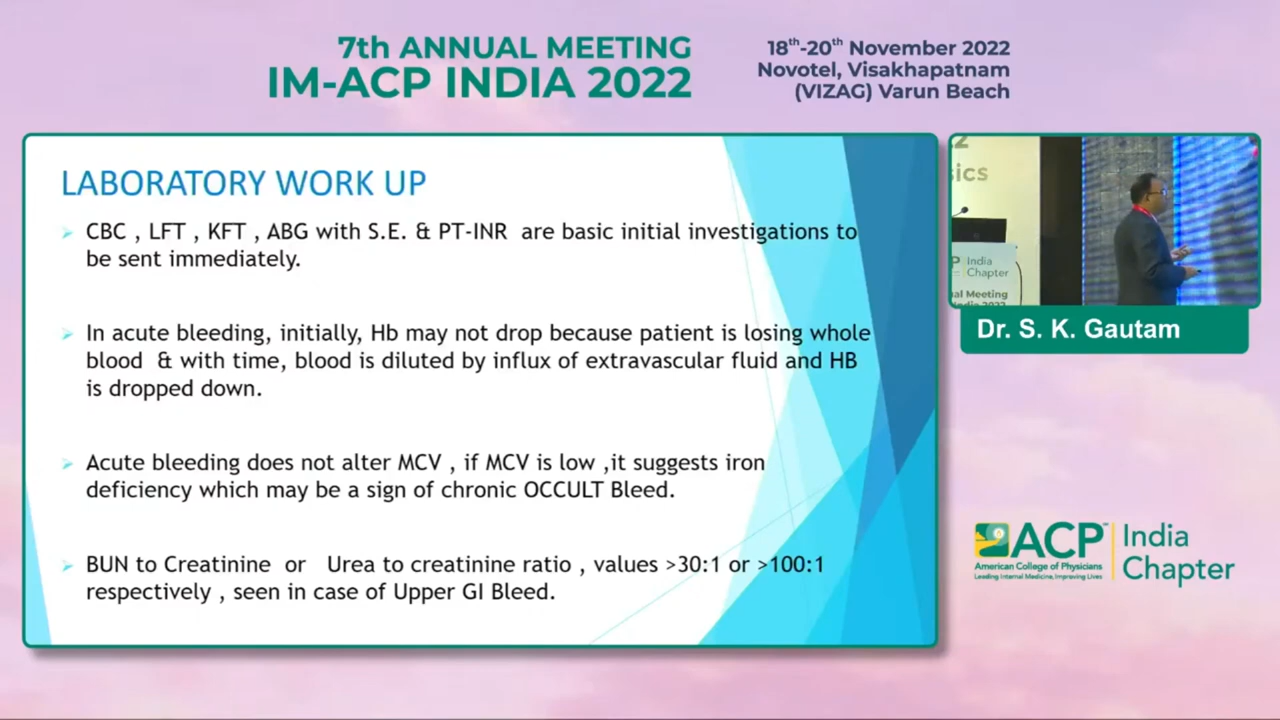 7th ANNUAL MEETING
IM-ACP INDIA 2022
18th-20th November 2022
Novotel, Visakhapatnam
(VIZAG) Varun Beach
LABORATORY WORK UP
CBC , LFT , KFT , ABG with S.E. & PT-INR are basic initial investigations to
be sent immediately.
In acute bleeding, initially, Hb may not drop because patient is losing whole
blood & with time, blood is diluted by influx of extravascular fluid and HB
is dropped down.
Acute bleeding does not alter MCV , if MCV is low ,it suggests iron
deficiency which may be a sign of chronic OCCULT Bleed.
BUN to Creatinine or Urea to creatinine ratio , values >30:1 or >100:1
respectively , seen in case of Upper GI Bleed.
sics
P India
Chapter
al Meeting
India 2022
Dr. S. K. Gautam
ACP™
American College of Physicians
Leading Internal Medicine, Improving Lives
India
Chapter